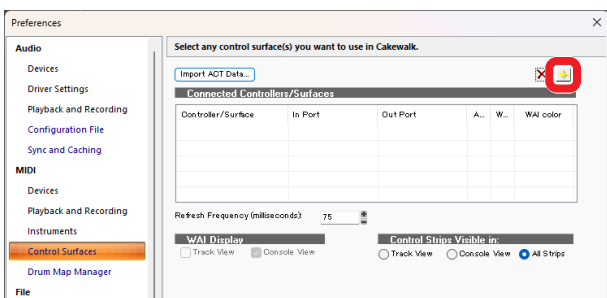 Preferences
Audio
Devices
Driver Settings
Playback and Recording
Configuration File
Sync and Caching
MIDI
Devices
Playback and Recording
Instruments
Control Surfaces
Drum Map Manager
File
Select any control surface(s) you want to use in Cakewalk.
Import ACT Data...
Connected Controllers/Surfaces
Controller/Surface In Port Out Port A... W... WAI color
Refresh Frequency (milliseconds): 75
WAI Display
Track View Console View
Control Strips Visible in:
Track View Console View All Strips